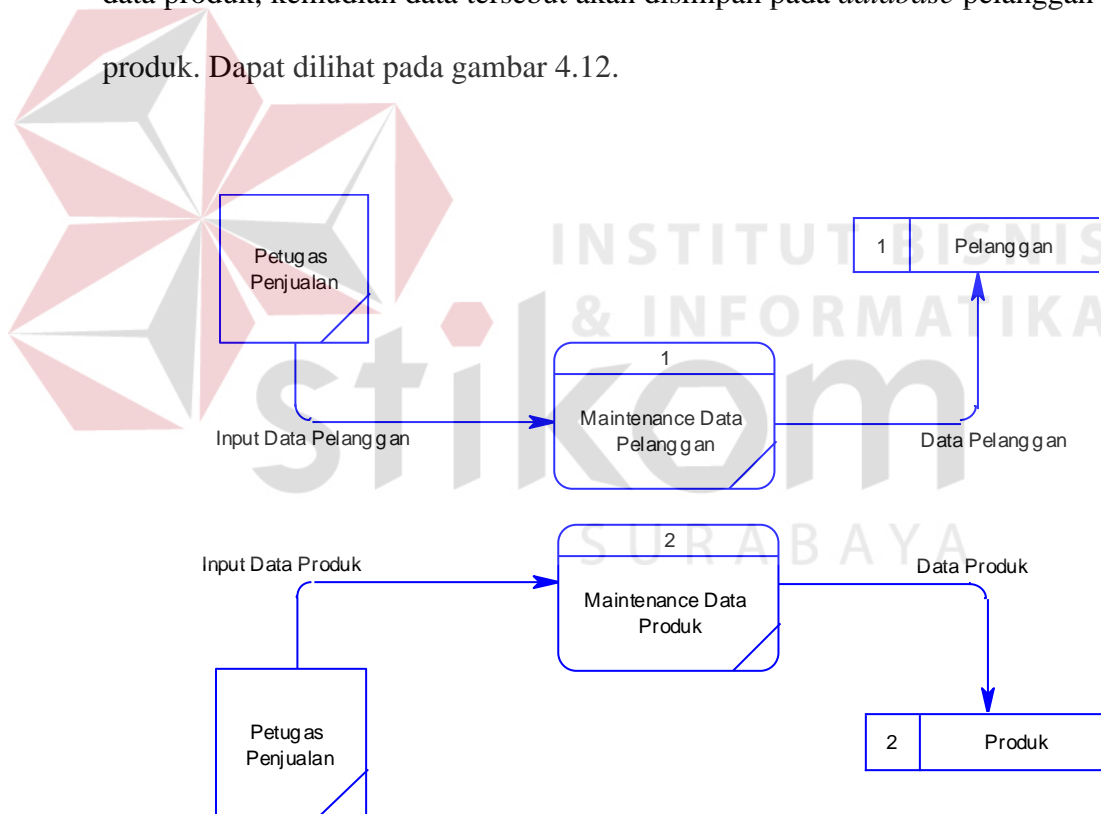 data produk, kemudian data tersebut akan disimpan pada database pelanggan
produk. Dapat dilihat pada gambar 4.12.
INSTITUT BISNIS
& INFORMATIKA
stikom
SURABAYA
Petugas
Penjualan
1
Pelanggan
1
Maintenance Data
Pelanggan
Input Data Pelanggan
Data Pelanggan
Input Data Produk
2
Maintenance Data
Produk
Data Produk
Petugas
Penjualan
2
Produk